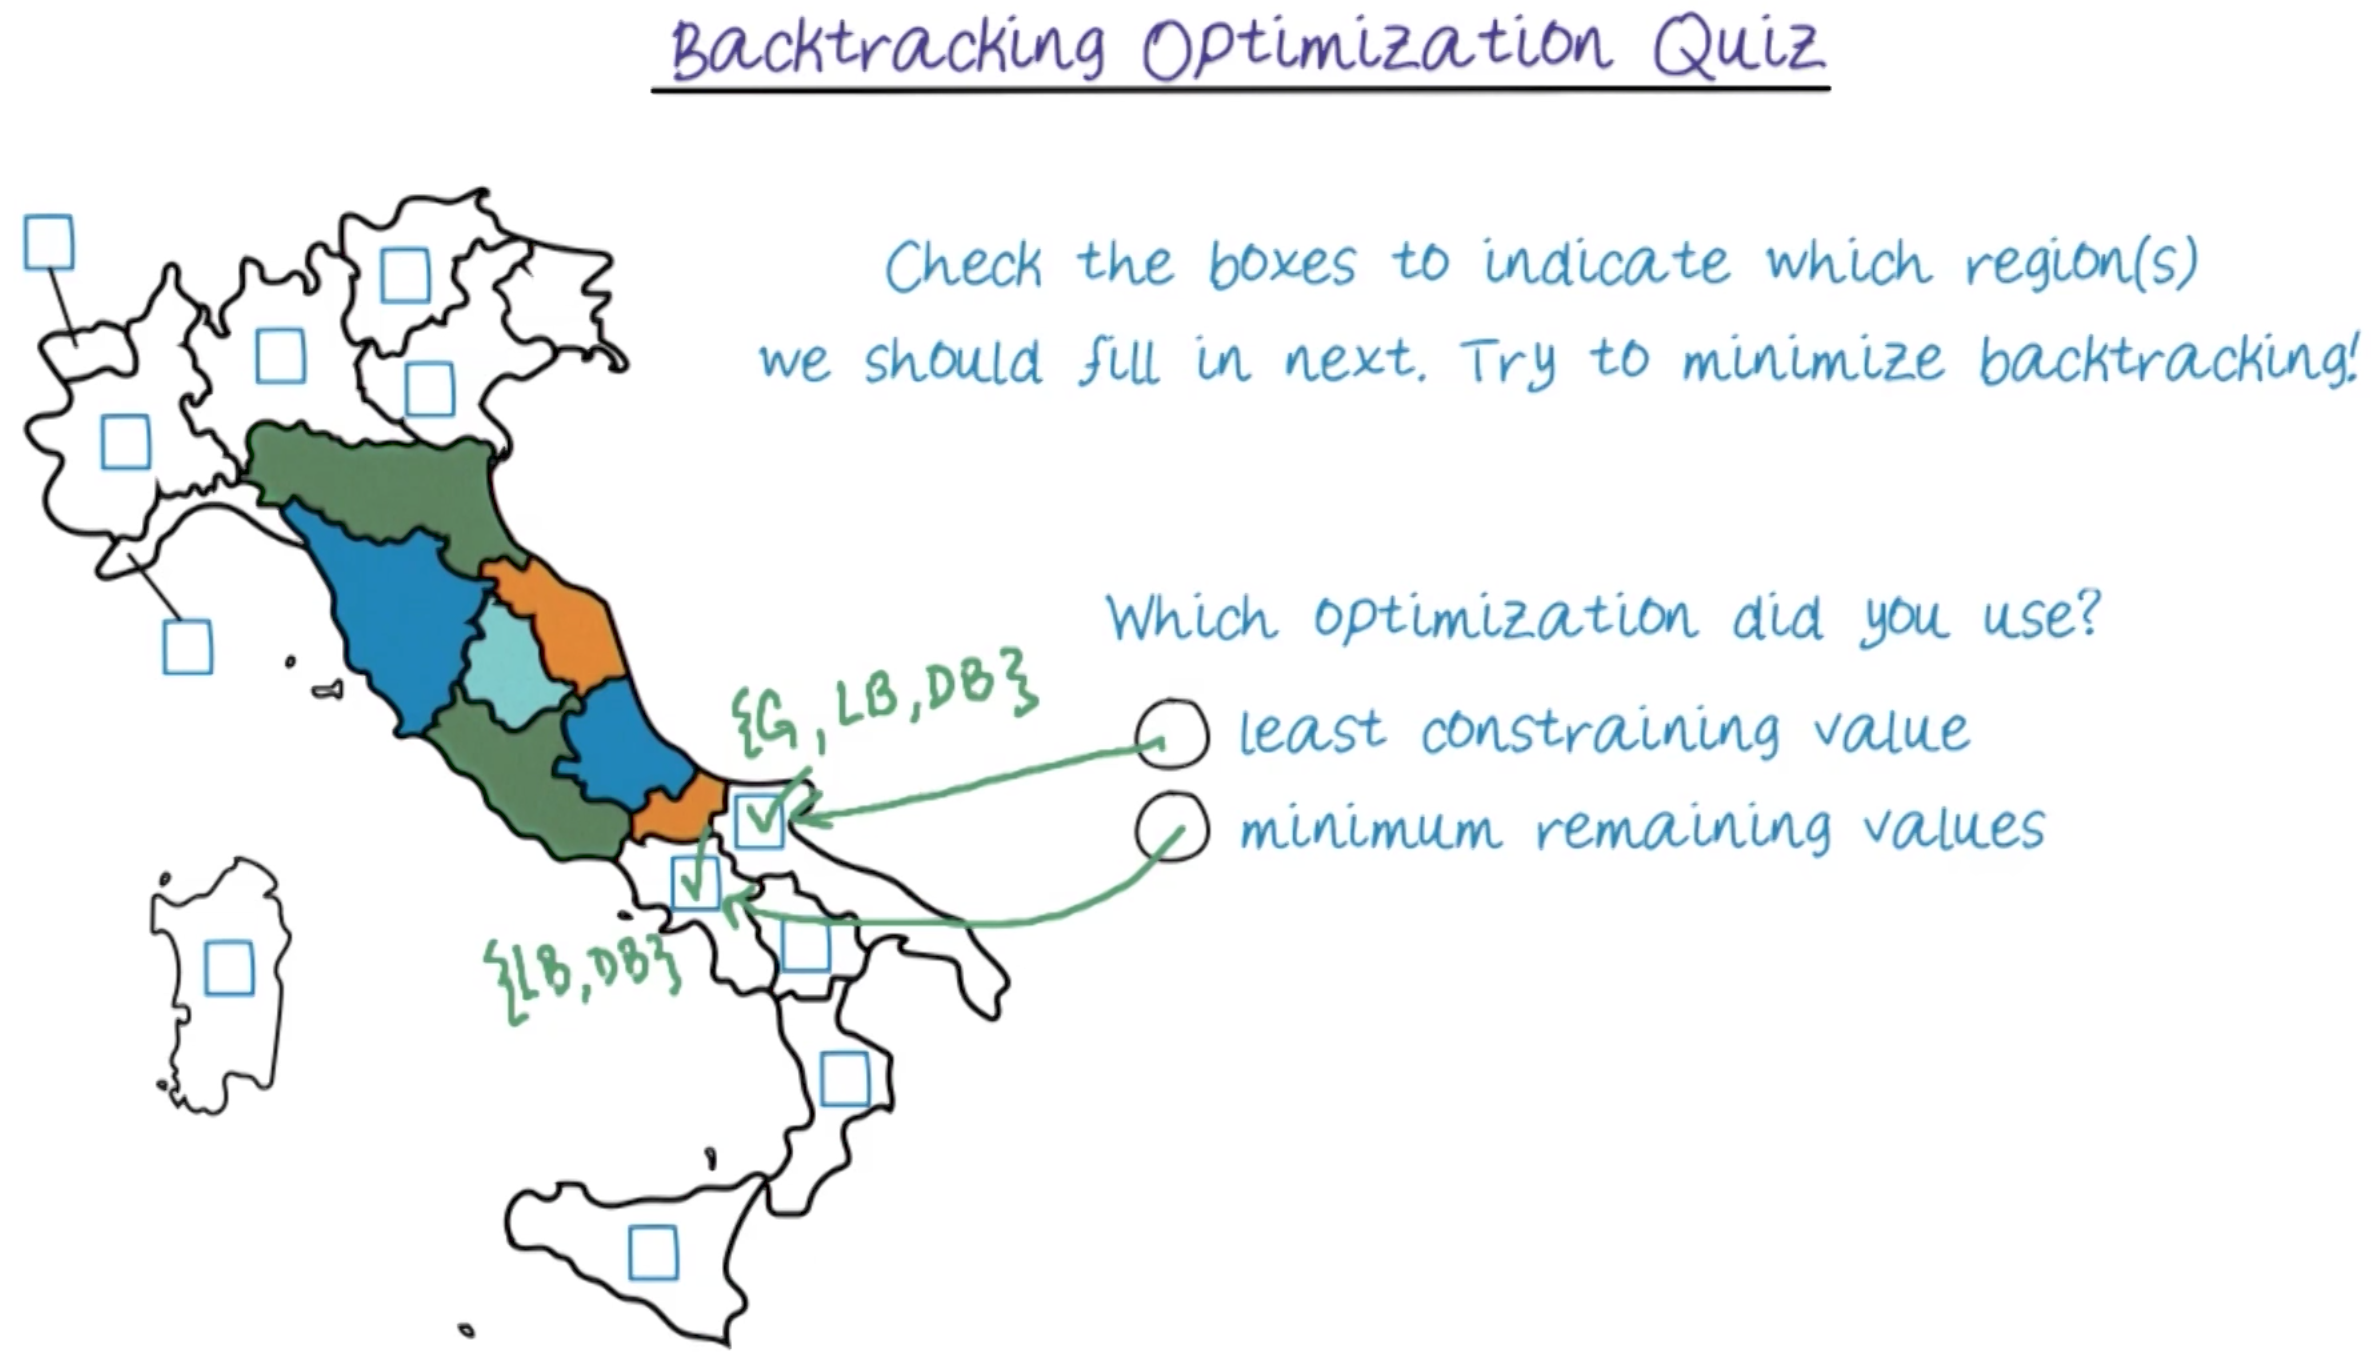 Backtracking Optimization Quiz
Check the boxes to indicate which region(s)
we should fill in next. Try to minimize backtracking!
Which optimization did you use?
{G, LB, DB}
least constraining value
minimum remaining values
{LB, DB}